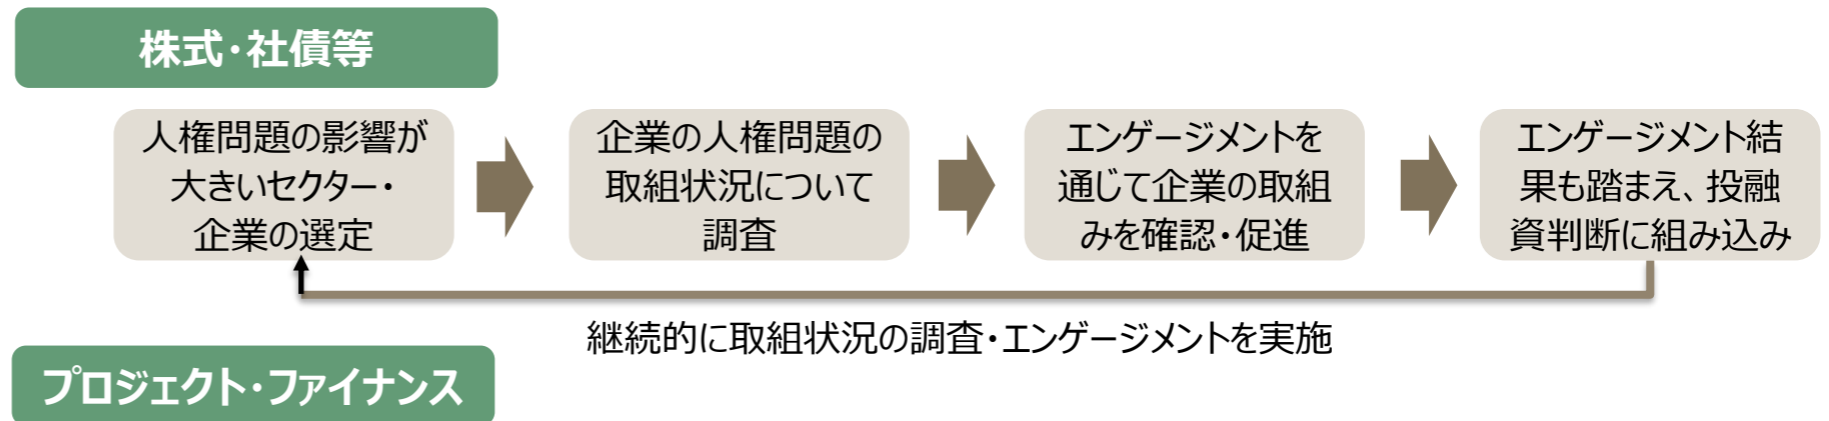 株式・社債等
人権問題の影響が
大きいセクター・
企業の選定
企業の人権問題の
取組状況について
調査
エンゲージメントを
通じて企業の取組
みを確認・促進
エンゲージメント結
果も踏まえ、投融
資判断に組み込み
継続的に取組状況の調査・エンゲージメントを実施
プロジェクト・ファイナンス